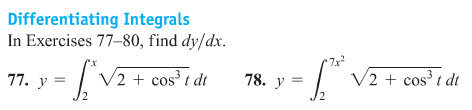 Differentiating Integrals
In Exercises 77–80, find dy/dx.
77. y = ∫₂ˣ √(2 + cos³ t) dt 78. y = ∫₂^(7x²) √(2 + cos³ t) dt